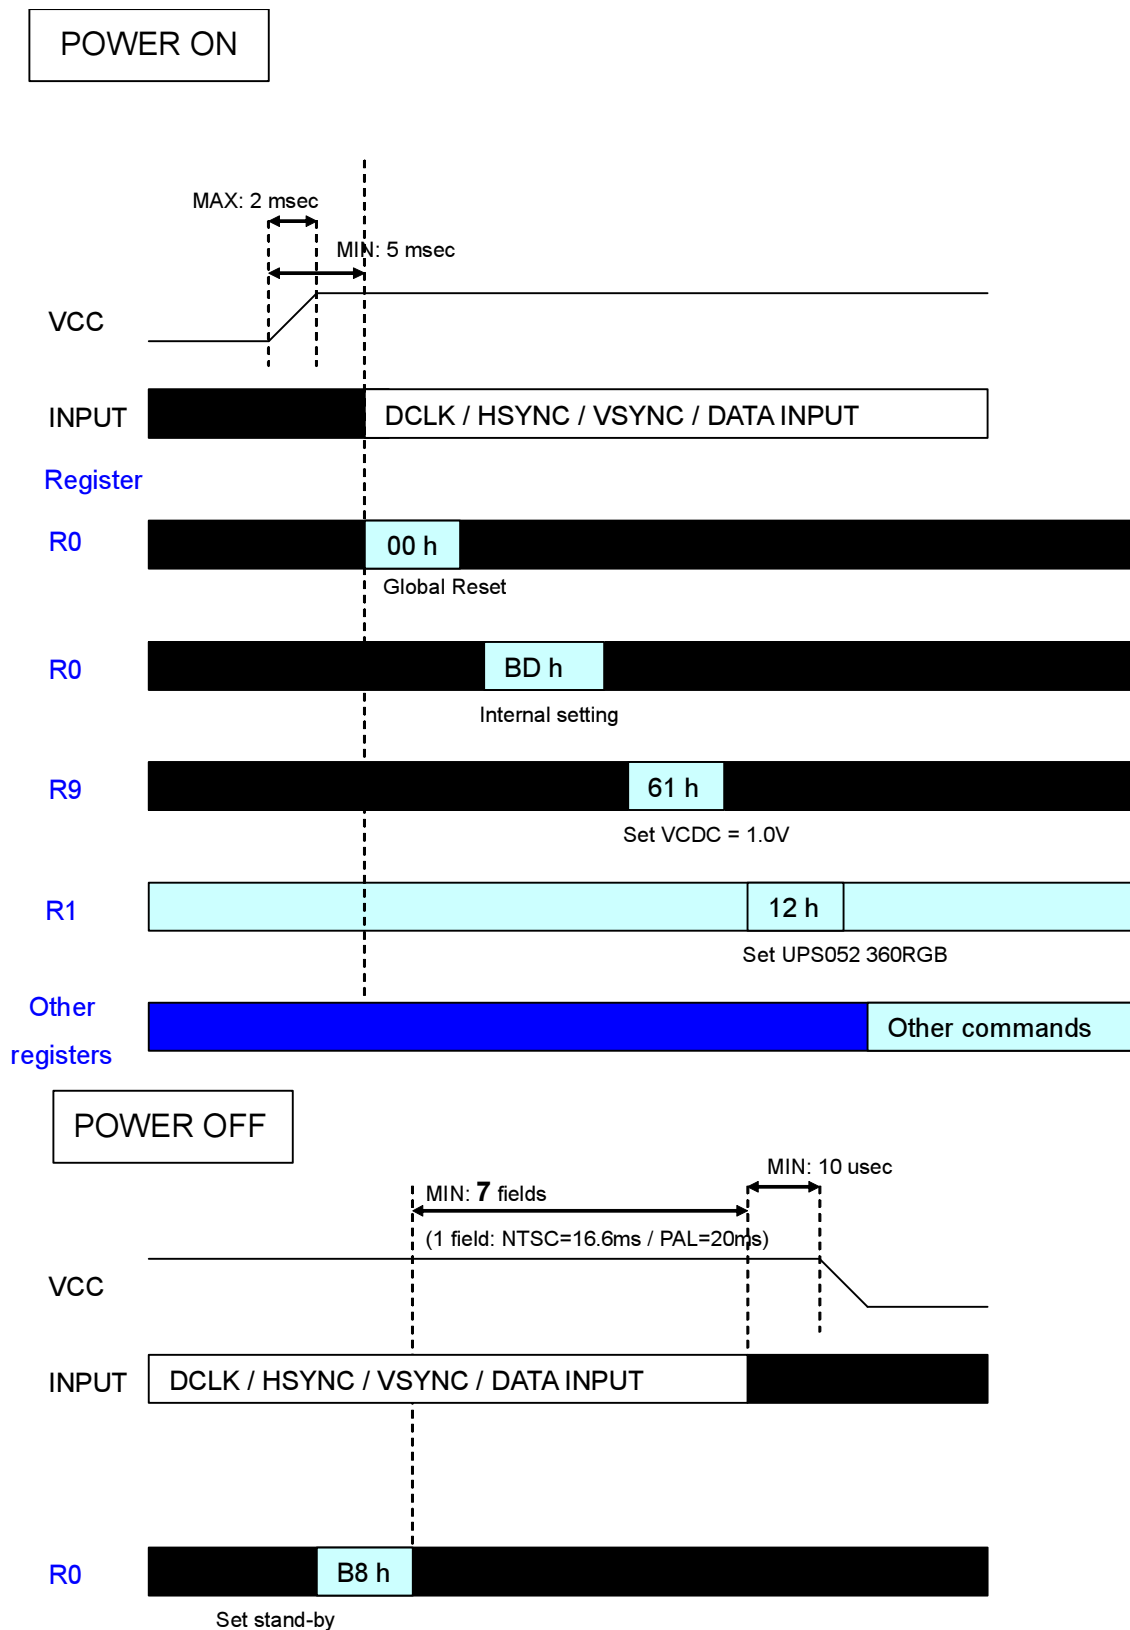 POWER ON
MAX: 2 msec
MIN: 5 msec
VCC
INPUT
DCLK / HSYNC / VSYNC / DATA INPUT
Register
R0
00 h
Global Reset
R0
BD h
Internal setting
R9
61 h
Set VCDC = 1.0V
R1
12 h
Set UPS052 360RGB
Other
registers
Other commands
POWER OFF
MIN: 10 usec
MIN: 7 fields
(1 field: NTSC=16.6ms / PAL=20ms)
VCC
INPUT
DCLK / HSYNC / VSYNC / DATA INPUT
R0
B8 h
Set stand-by